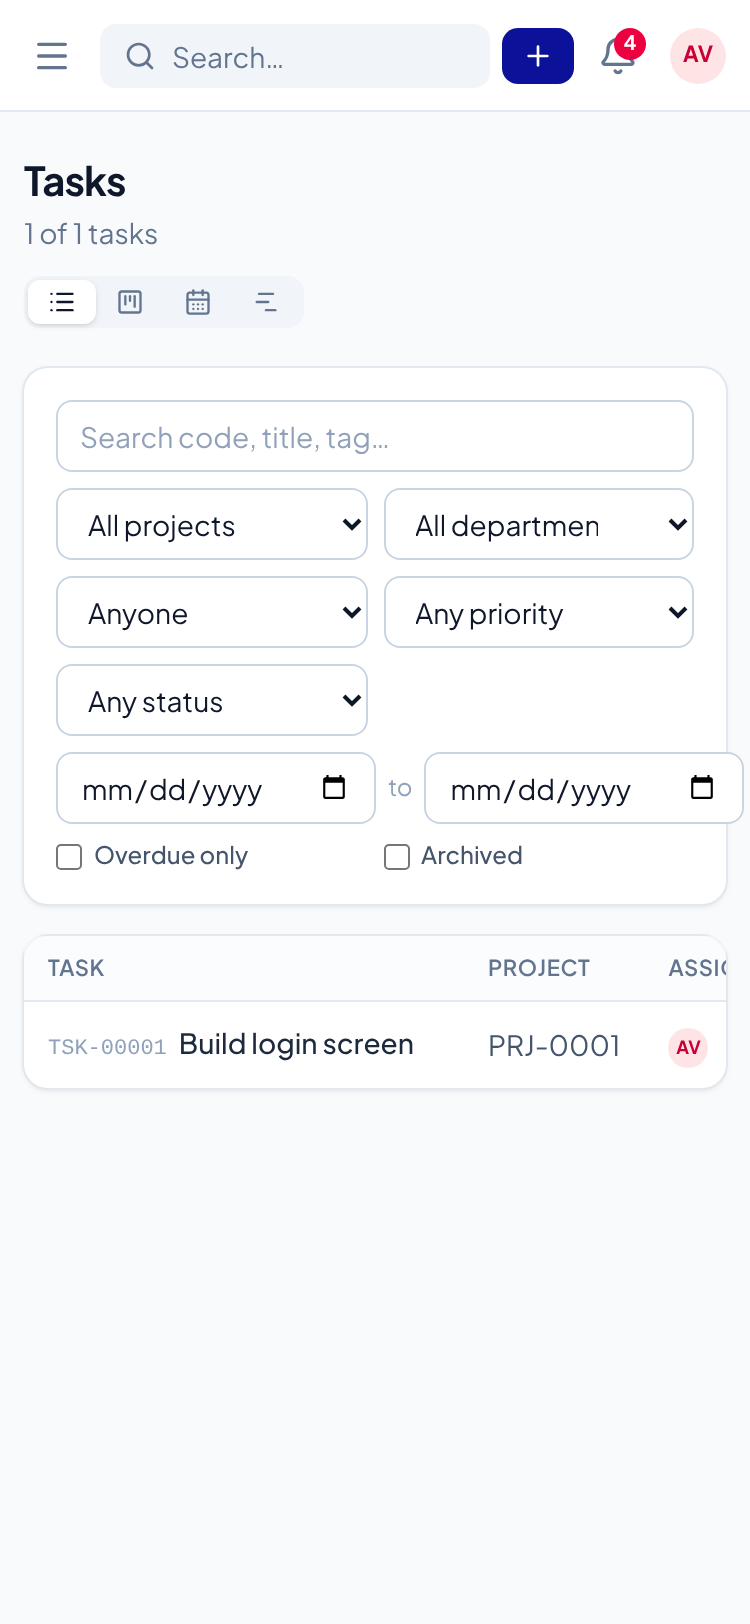 Search...
4
AV
Tasks
1 of 1 tasks
Search code, title, tag...
All projects
All departmen
Anyone
Any priority
Any status
mm/dd/yyyy to mm/dd/yyyy
Overdue only
Archived
TASK PROJECT ASSIG
TSK-00001 Build login screen PRJ-0001 AV